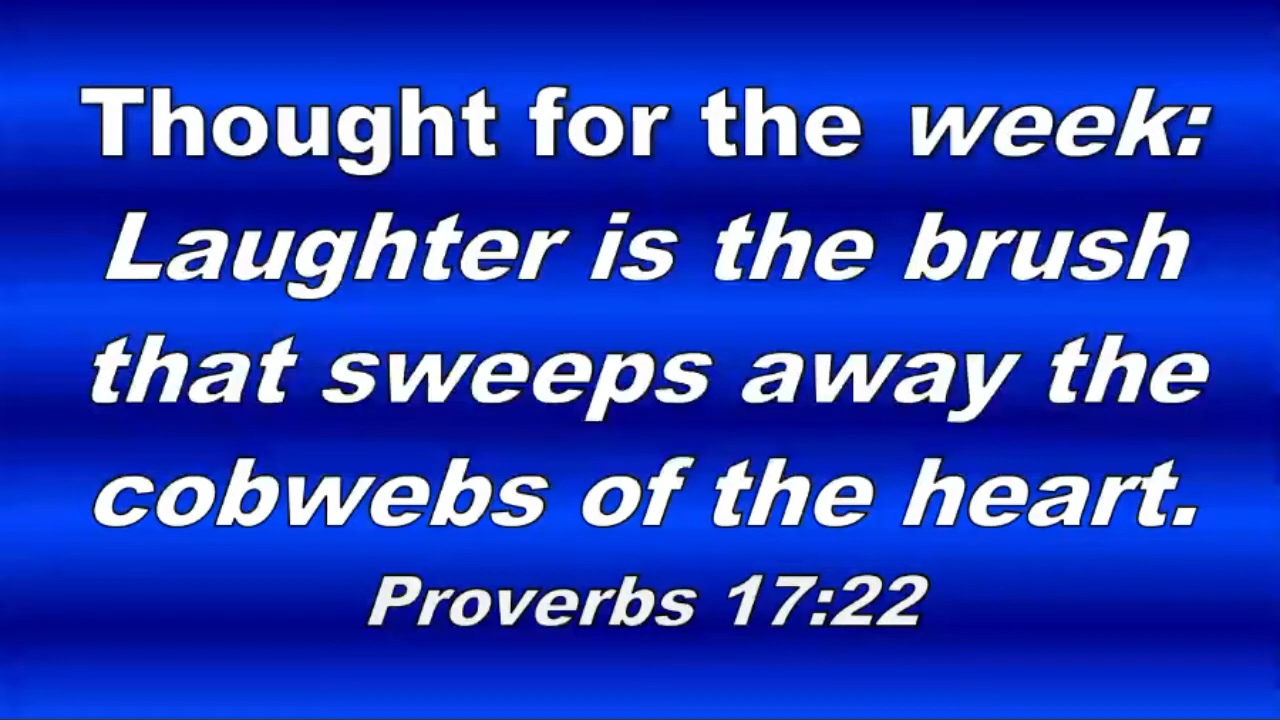 Thought for the week:
Laughter is the brush
that sweeps away the
cobwebs of the heart.
Proverbs 17:22